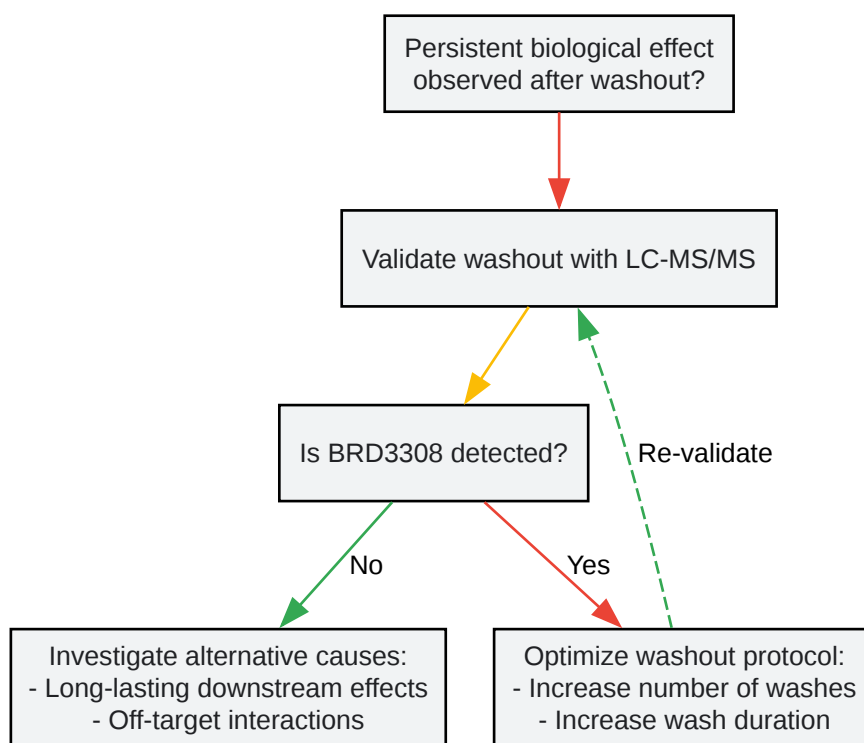 Persistent biological effect
observed after washout?
Validate washout with LC-MS/MS
Is BRD3308 detected?
Re-validate
No
Yes
Investigate alternative causes:
- Long-lasting downstream effects
- Off-target interactions
Optimize washout protocol:
- Increase number of washes
- Increase wash duration